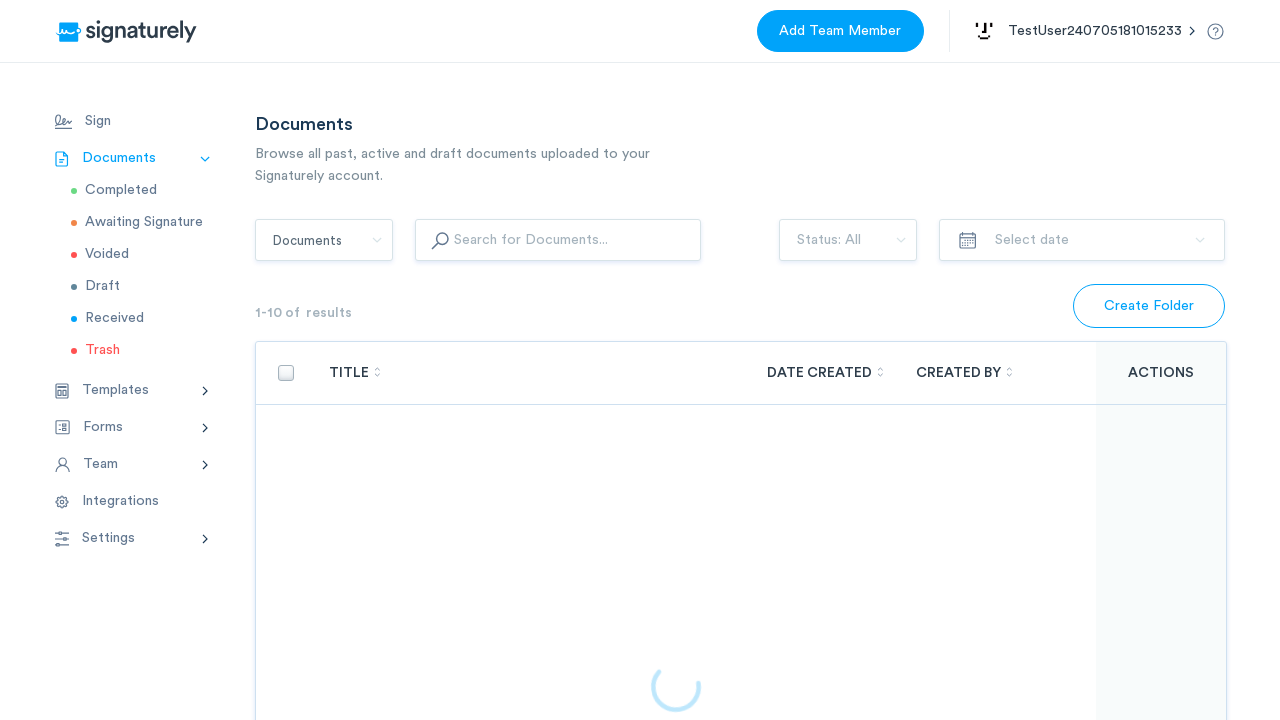 signaturely
Add Team Member
TestUser240705181015233
Sign
Documents
Completed
Awaiting Signature
Voided
Draft
Received
Trash
Templates
Forms
Team
Integrations
Settings
Documents
Browse all past, active and draft documents uploaded to your
Signaturely account.
Documents
Search for Documents...
Status: All
Select date
1-10 of results
Create Folder
TITLE
DATE CREATED
CREATED BY
ACTIONS